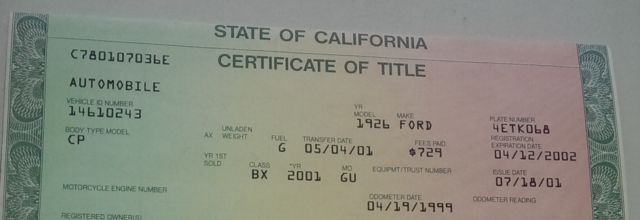 STATE OF CALIFORNIA
C780107036E
CERTIFICATE OF TITLE
AUTOMOBILE
VEHICLE ID NUMBER YR MODEL MAKE PLATE NUMBER
14610243 1926 FORD 4ETK068
BODY TYPE MODEL AX UNLADEN WEIGHT FUEL TRANSFER DATE FEES PAID REGISTRATION EXPIRATION DATE
CP G 05/04/01 $729 04/12/2002
YR 1ST SOLD CLASS *YR MO EQUIPMT/TRUST NUMBER ISSUE DATE
BX 2001 GU 07/18/01
MOTORCYCLE ENGINE NUMBER ODOMETER DATE ODOMETER READING
04/19/1999
REGISTERED OWNER(S)